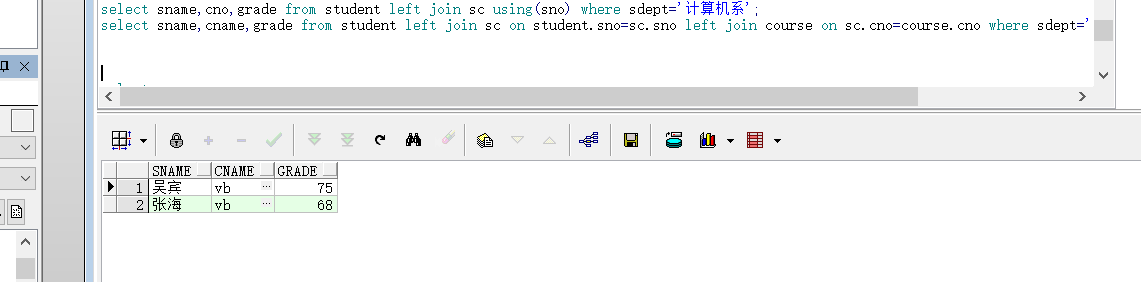 select sname,cno,grade from student left join sc using(sno) where sdept='计算机系';
select sname,cname,grade from student left join sc on student.sno=sc.sno left join course on sc.cno=course.cno where sdept='
SNAME CNAME GRADE
1 吴宾 vb ... 75
2 张海 vb ... 68